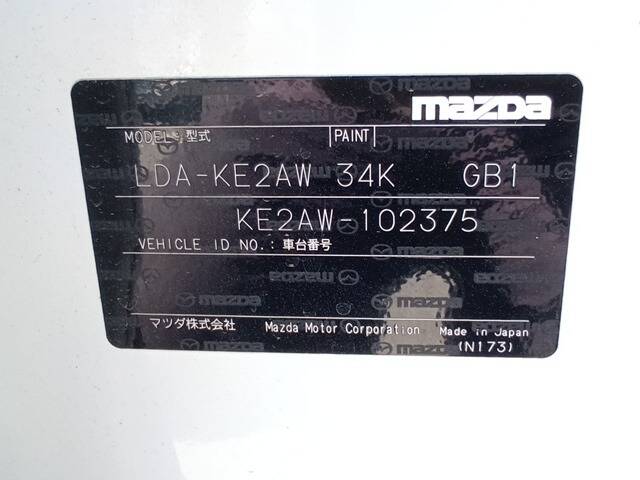 mazda
MODEL: 型式 PAINT
LDA-KE2AW 34K GB1
KE2AW-102375
VEHICLE ID NO.: 車台番号
マツダ株式会社 Mazda Motor Corporation Made in Japan
(N173)